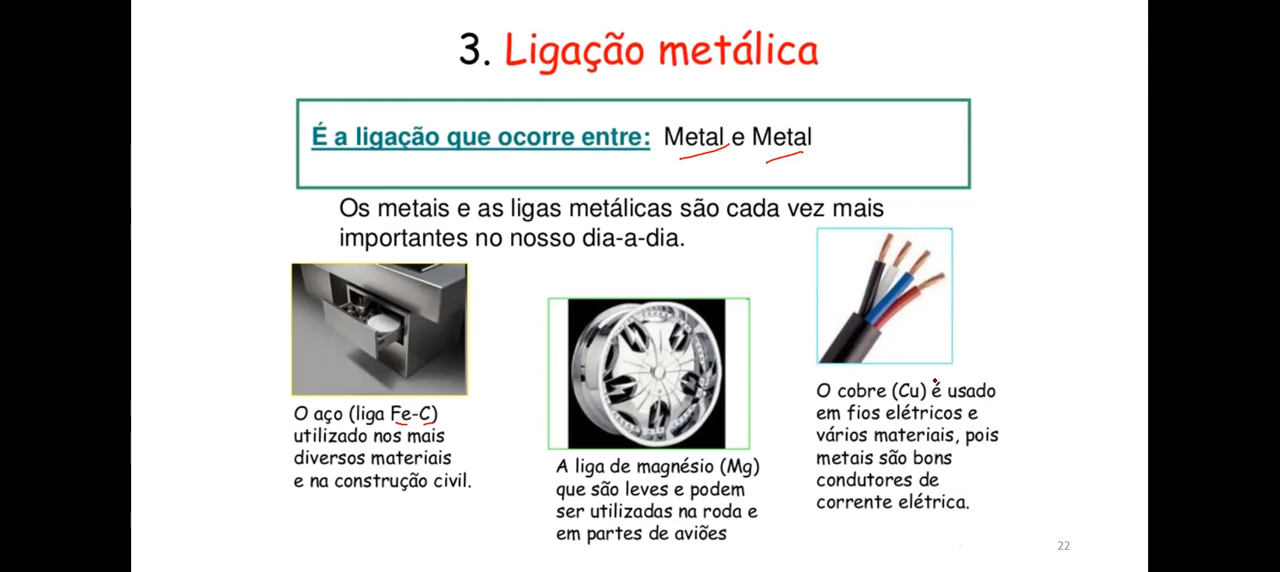 3. Ligação metálica
É a ligação que ocorre entre: Metal e Metal
Os metais e as ligas metálicas são cada vez mais
importantes no nosso dia-a-dia.
O aço (liga Fe-C)
utilizado nos mais
diversos materiais
e na construção civil.
A liga de magnésio (Mg)
que são leves e podem
ser utilizadas na roda e
em partes de aviões
O cobre (Cu) é usado
em fios elétricos e
vários materiais, pois
metais são bons
condutores de
corrente elétrica.
22